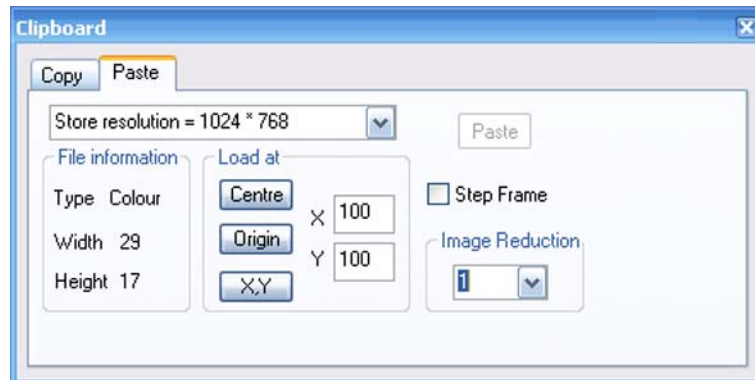 Clipboard
Copy Paste
Store resolution = 1024 * 768
Paste
File information
Type Colour
Width 29
Height 17
Load at
Centre
Origin
X,Y
X 100
Y 100
Step Frame
Image Reduction
1